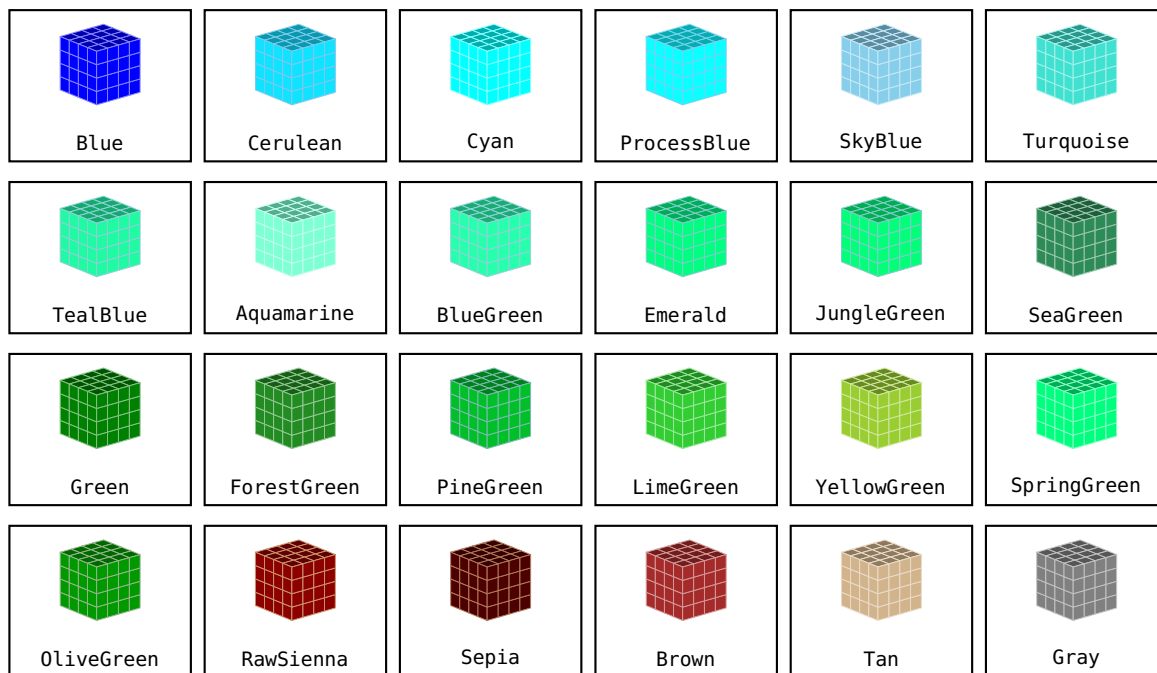 Blue Cerulean Cyan ProcessBlue SkyBlue Turquoise
TealBlue Aquamarine BlueGreen Emerald JungleGreen SeaGreen
Green ForestGreen PineGreen LimeGreen YellowGreen SpringGreen
OliveGreen RawSienna Sepia Brown Tan Gray